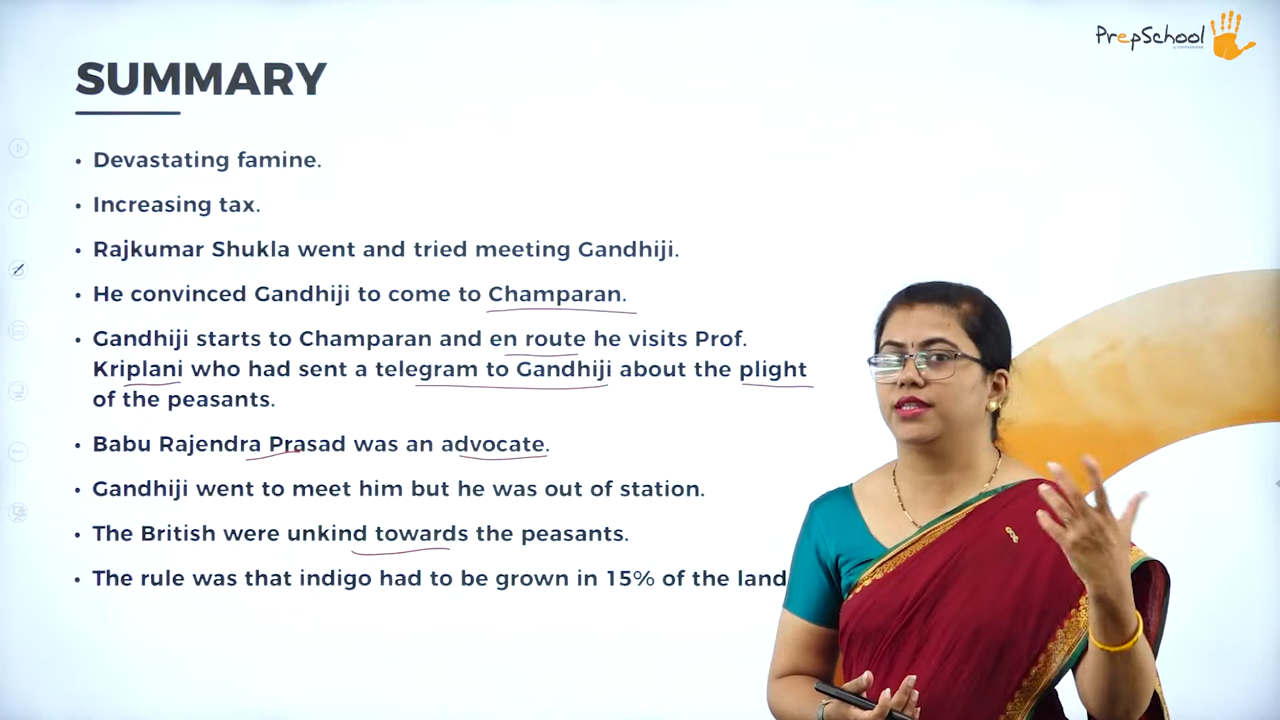 PrepSchool
SUMMARY
• Devastating famine.
• Increasing tax.
• Rajkumar Shukla went and tried meeting Gandhiji.
• He convinced Gandhiji to come to Champaran.
• Gandhiji starts to Champaran and en route he visits Prof.
Kriplani who had sent a telegram to Gandhiji about the plight
of the peasants.
• Babu Rajendra Prasad was an advocate.
• Gandhiji went to meet him but he was out of station.
• The British were unkind towards the peasants.
• The rule was that indigo had to be grown in 15% of the land